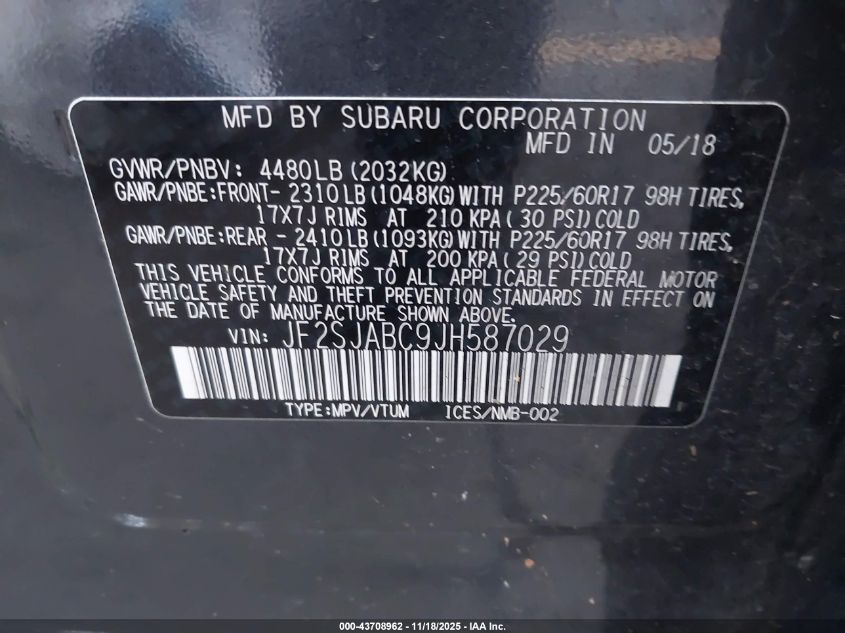 MFD BY SUBARU CORPORATION
MFD IN 05/18
GVWR/PNBV: 4480LB (2032KG)
GAWR/PNBE:FRONT- 2310LB (1048KG) WITH P225/60R17 98H TIRES,
17X7J RIMS AT 210 KPA ( 30 PSI) COLD
GAWR/PNBE:REAR - 2410LB (1093KG) WITH P225/60R17 98H TIRES,
17X7J RIMS AT 200 KPA ( 29 PSI) COLD
THIS VEHICLE CONFORMS TO ALL APPLICABLE FEDERAL MOTOR
VEHICLE SAFETY AND THEFT PREVENTION STANDARDS IN EFFECT ON
THE DATE OF MANUFACTURE SHOWN ABOVE.
VIN: JF2SJABC9JH587029
TYPE:MPV/VTUM ICES/NMB-002
000-43708962 - 11/18/2025 - IAA Inc.